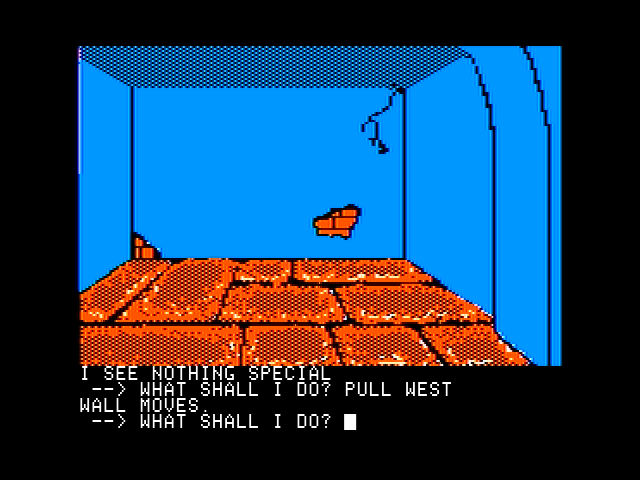 I SEE NOTHING SPECIAL
--> WHAT SHALL I DO? PULL WEST
WALL MOVES.
--> WHAT SHALL I DO?